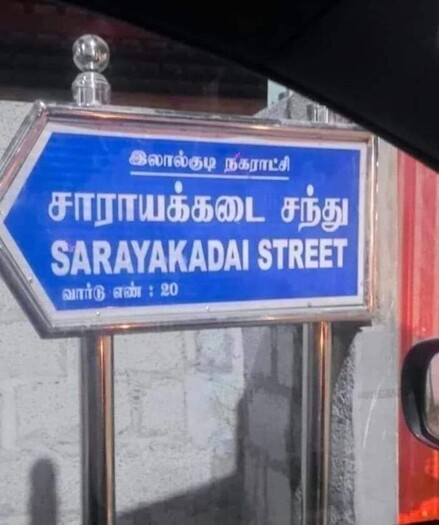 இலால்குடி நகராட்சி
சாராயக்கடை சந்து
SARAYAKADAI STREET
வார்டு எண் : 20